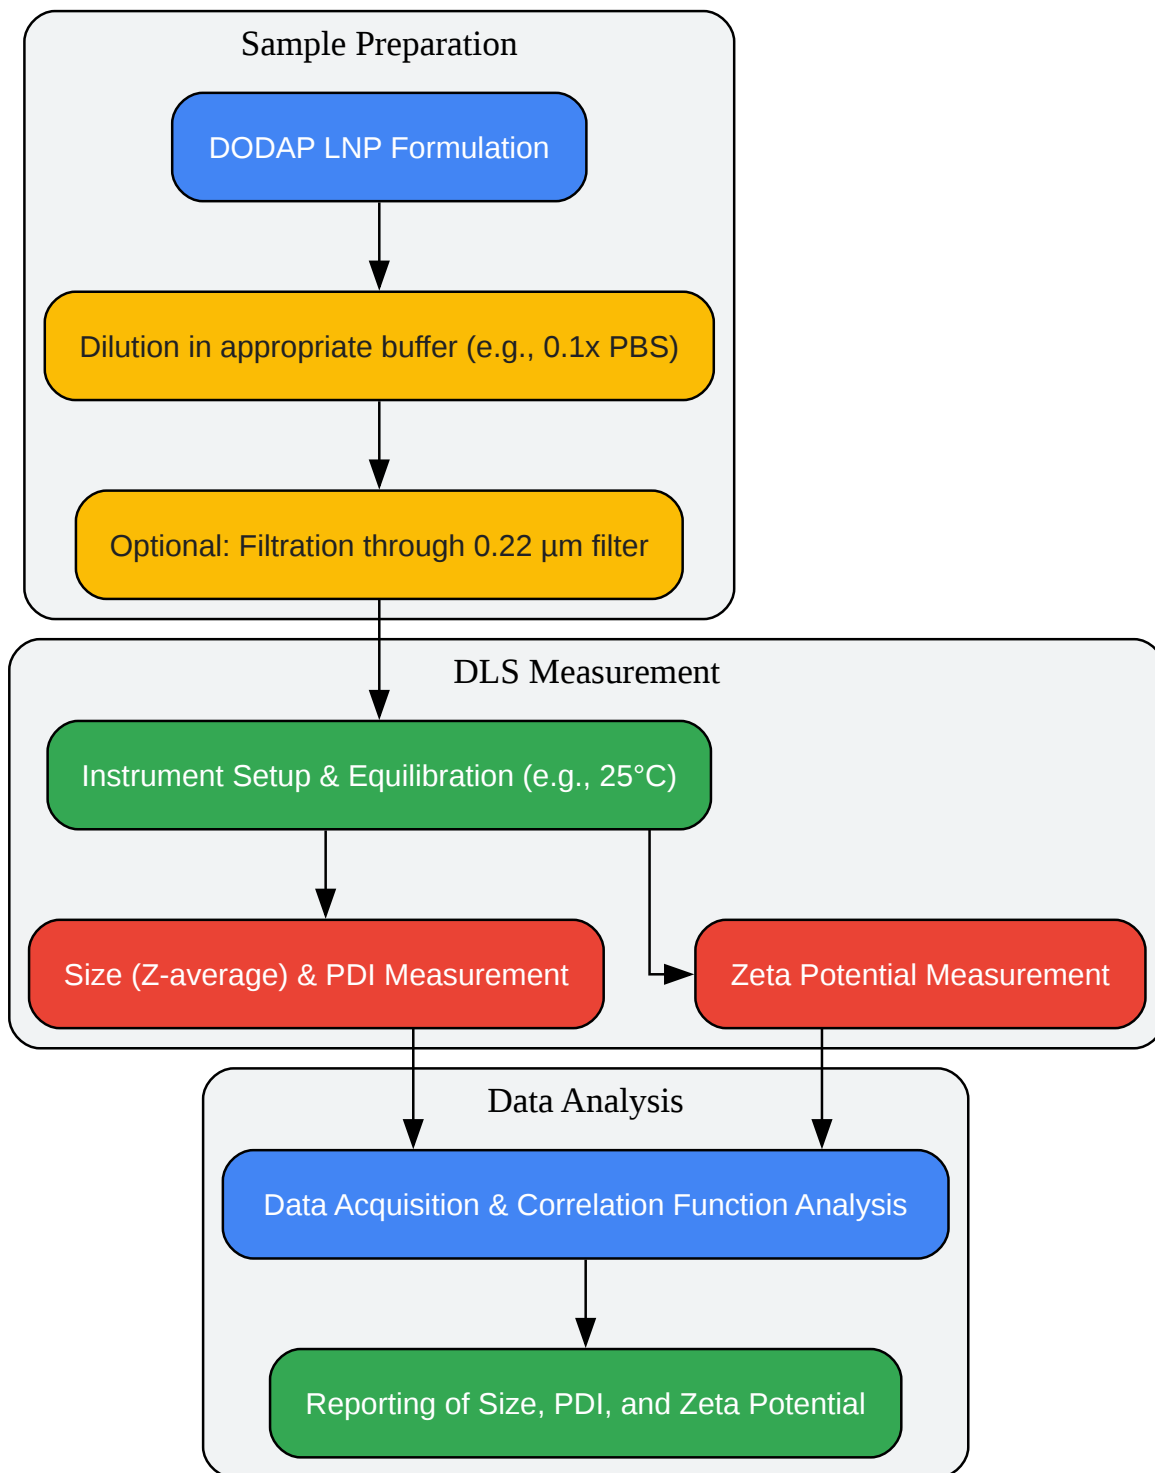 Sample Preparation
DODAP LNP Formulation
Dilution in appropriate buffer (e.g., 0.1x PBS)
Optional: Filtration through 0.22 µm filter
DLS Measurement
Instrument Setup & Equilibration (e.g., 25°C)
Size (Z-average) & PDI Measurement
Zeta Potential Measurement
Data Analysis
Data Acquisition & Correlation Function Analysis
Reporting of Size, PDI, and Zeta Potential